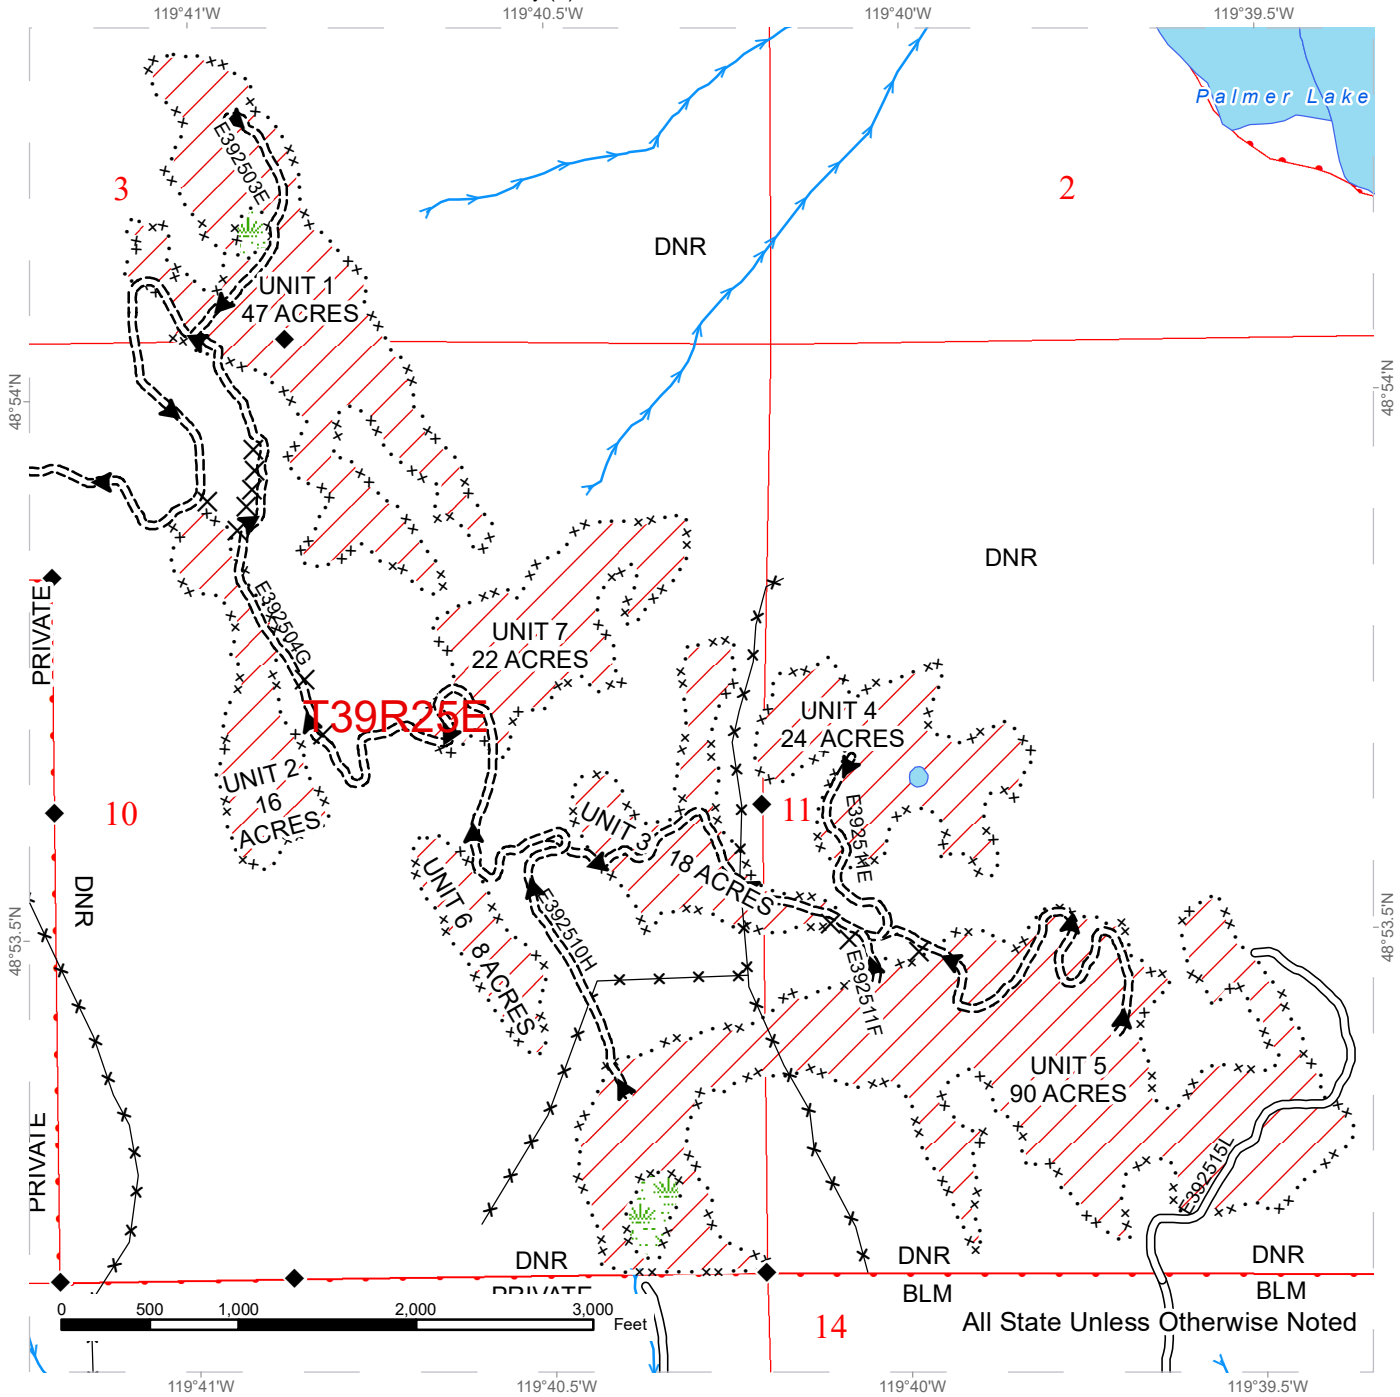 119°41'W
119°40.5'W
119°40'W
119°39.5'W
Palmer Lake
E392503E
3
2
DNR
UNIT 1
47 ACRES
48°54'N
48°54'N
DNR
PRIVATE
E392504G
UNIT 7
22 ACRES
T39R25E
UNIT 4
24 ACRES
UNIT 2
16
ACRES
10
11
UNIT 3
18 ACRES
E392511E
DNR
UNIT 6
8 ACRES
E392510H
48°53.5'N
48°53.5'N
E392511F
UNIT 5
90 ACRES
PRIVATE
E392515L
DNR
DNR
DNR
PRIVATE
BLM
BLM
0
500
1,000
2,000
3,000
Feet
14
All State Unless Otherwise Noted
119°41'W
119°40.5'W
119°40'W
119°39.5'W